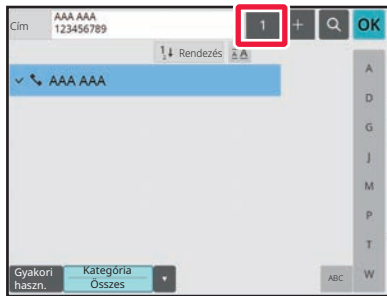 Cím
AAA AAA
123456789
1
+
OK
Rendezés
AAA AAA
A
D
G
J
M
P
T
W
Gyakori
haszn.
Kategória
Összes
ABC